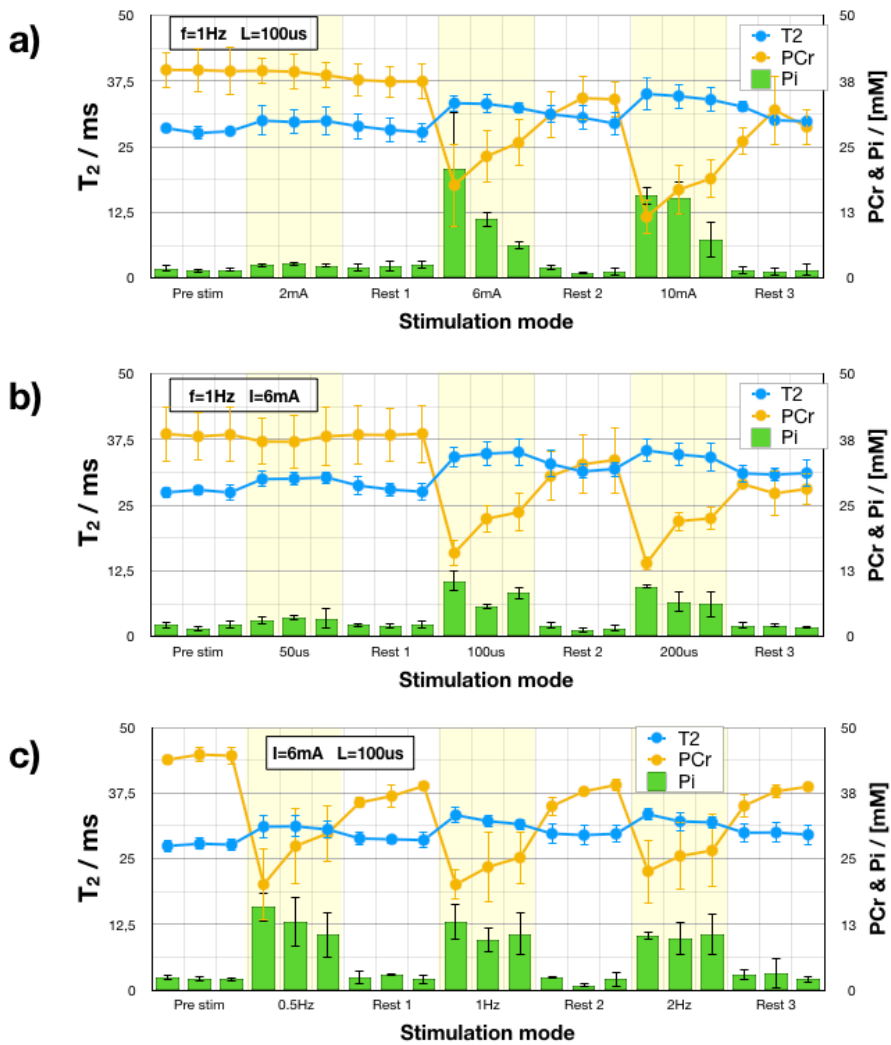 a)
f=1Hz L=100us
T2
PCr
Pi
50
37,5
25
12,5
0
50
38
25
13
0
T2 / ms
PCr & Pi / [mM]
Pre stim 2mA Rest 1 6mA Rest 2 10mA Rest 3
Stimulation mode
b)
f=1Hz I=6mA
T2
PCr
Pi
50
37,5
25
12,5
0
50
38
25
13
0
T2 / ms
PCr & Pi / [mM]
Pre stim 50us Rest 1 100us Rest 2 200us Rest 3
Stimulation mode
c)
I=6mA L=100us
T2
PCr
Pi
50
37,5
25
12,5
0
50
38
25
13
0
T2 / ms
PCr & Pi / [mM]
Pre stim 0.5Hz Rest 1 1Hz Rest 2 2Hz Rest 3
Stimulation mode